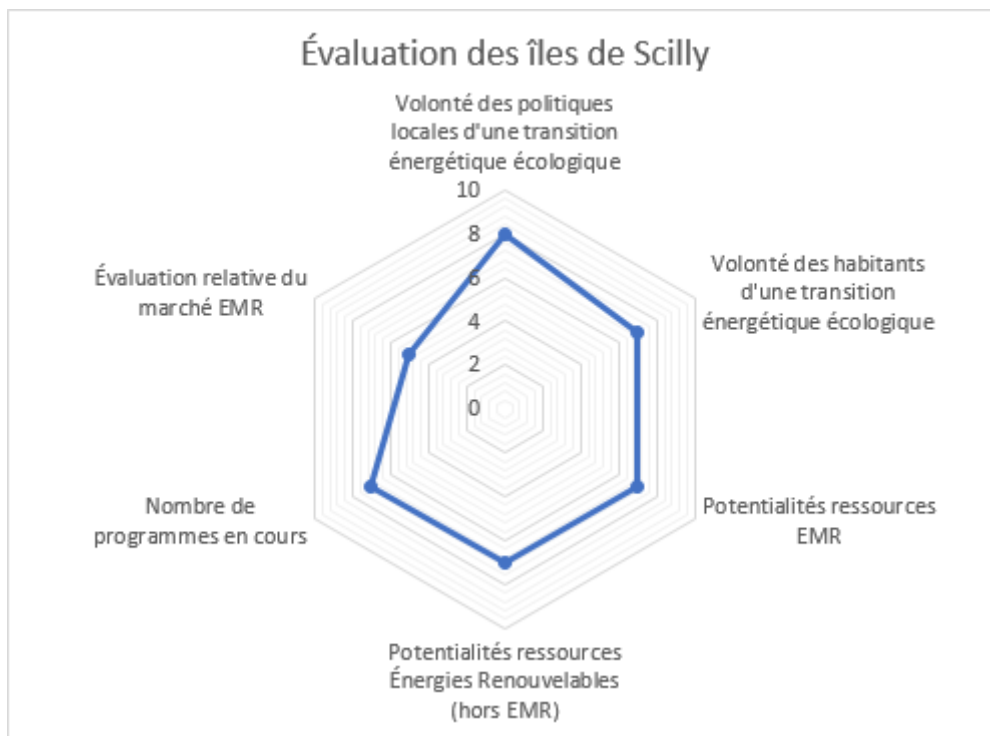 Évaluation des îles de Scilly
Volonté des politiques
locales d'une transition
énergétique écologique
10
8
6
4
2
0
Volonté des habitants
d'une transition
énergétique écologique
Potentialités ressources
EMR
Potentialités ressources
Énergies Renouvelables
(hors EMR)
Nombre de
programmes en cours
Évaluation relative du
marché EMR